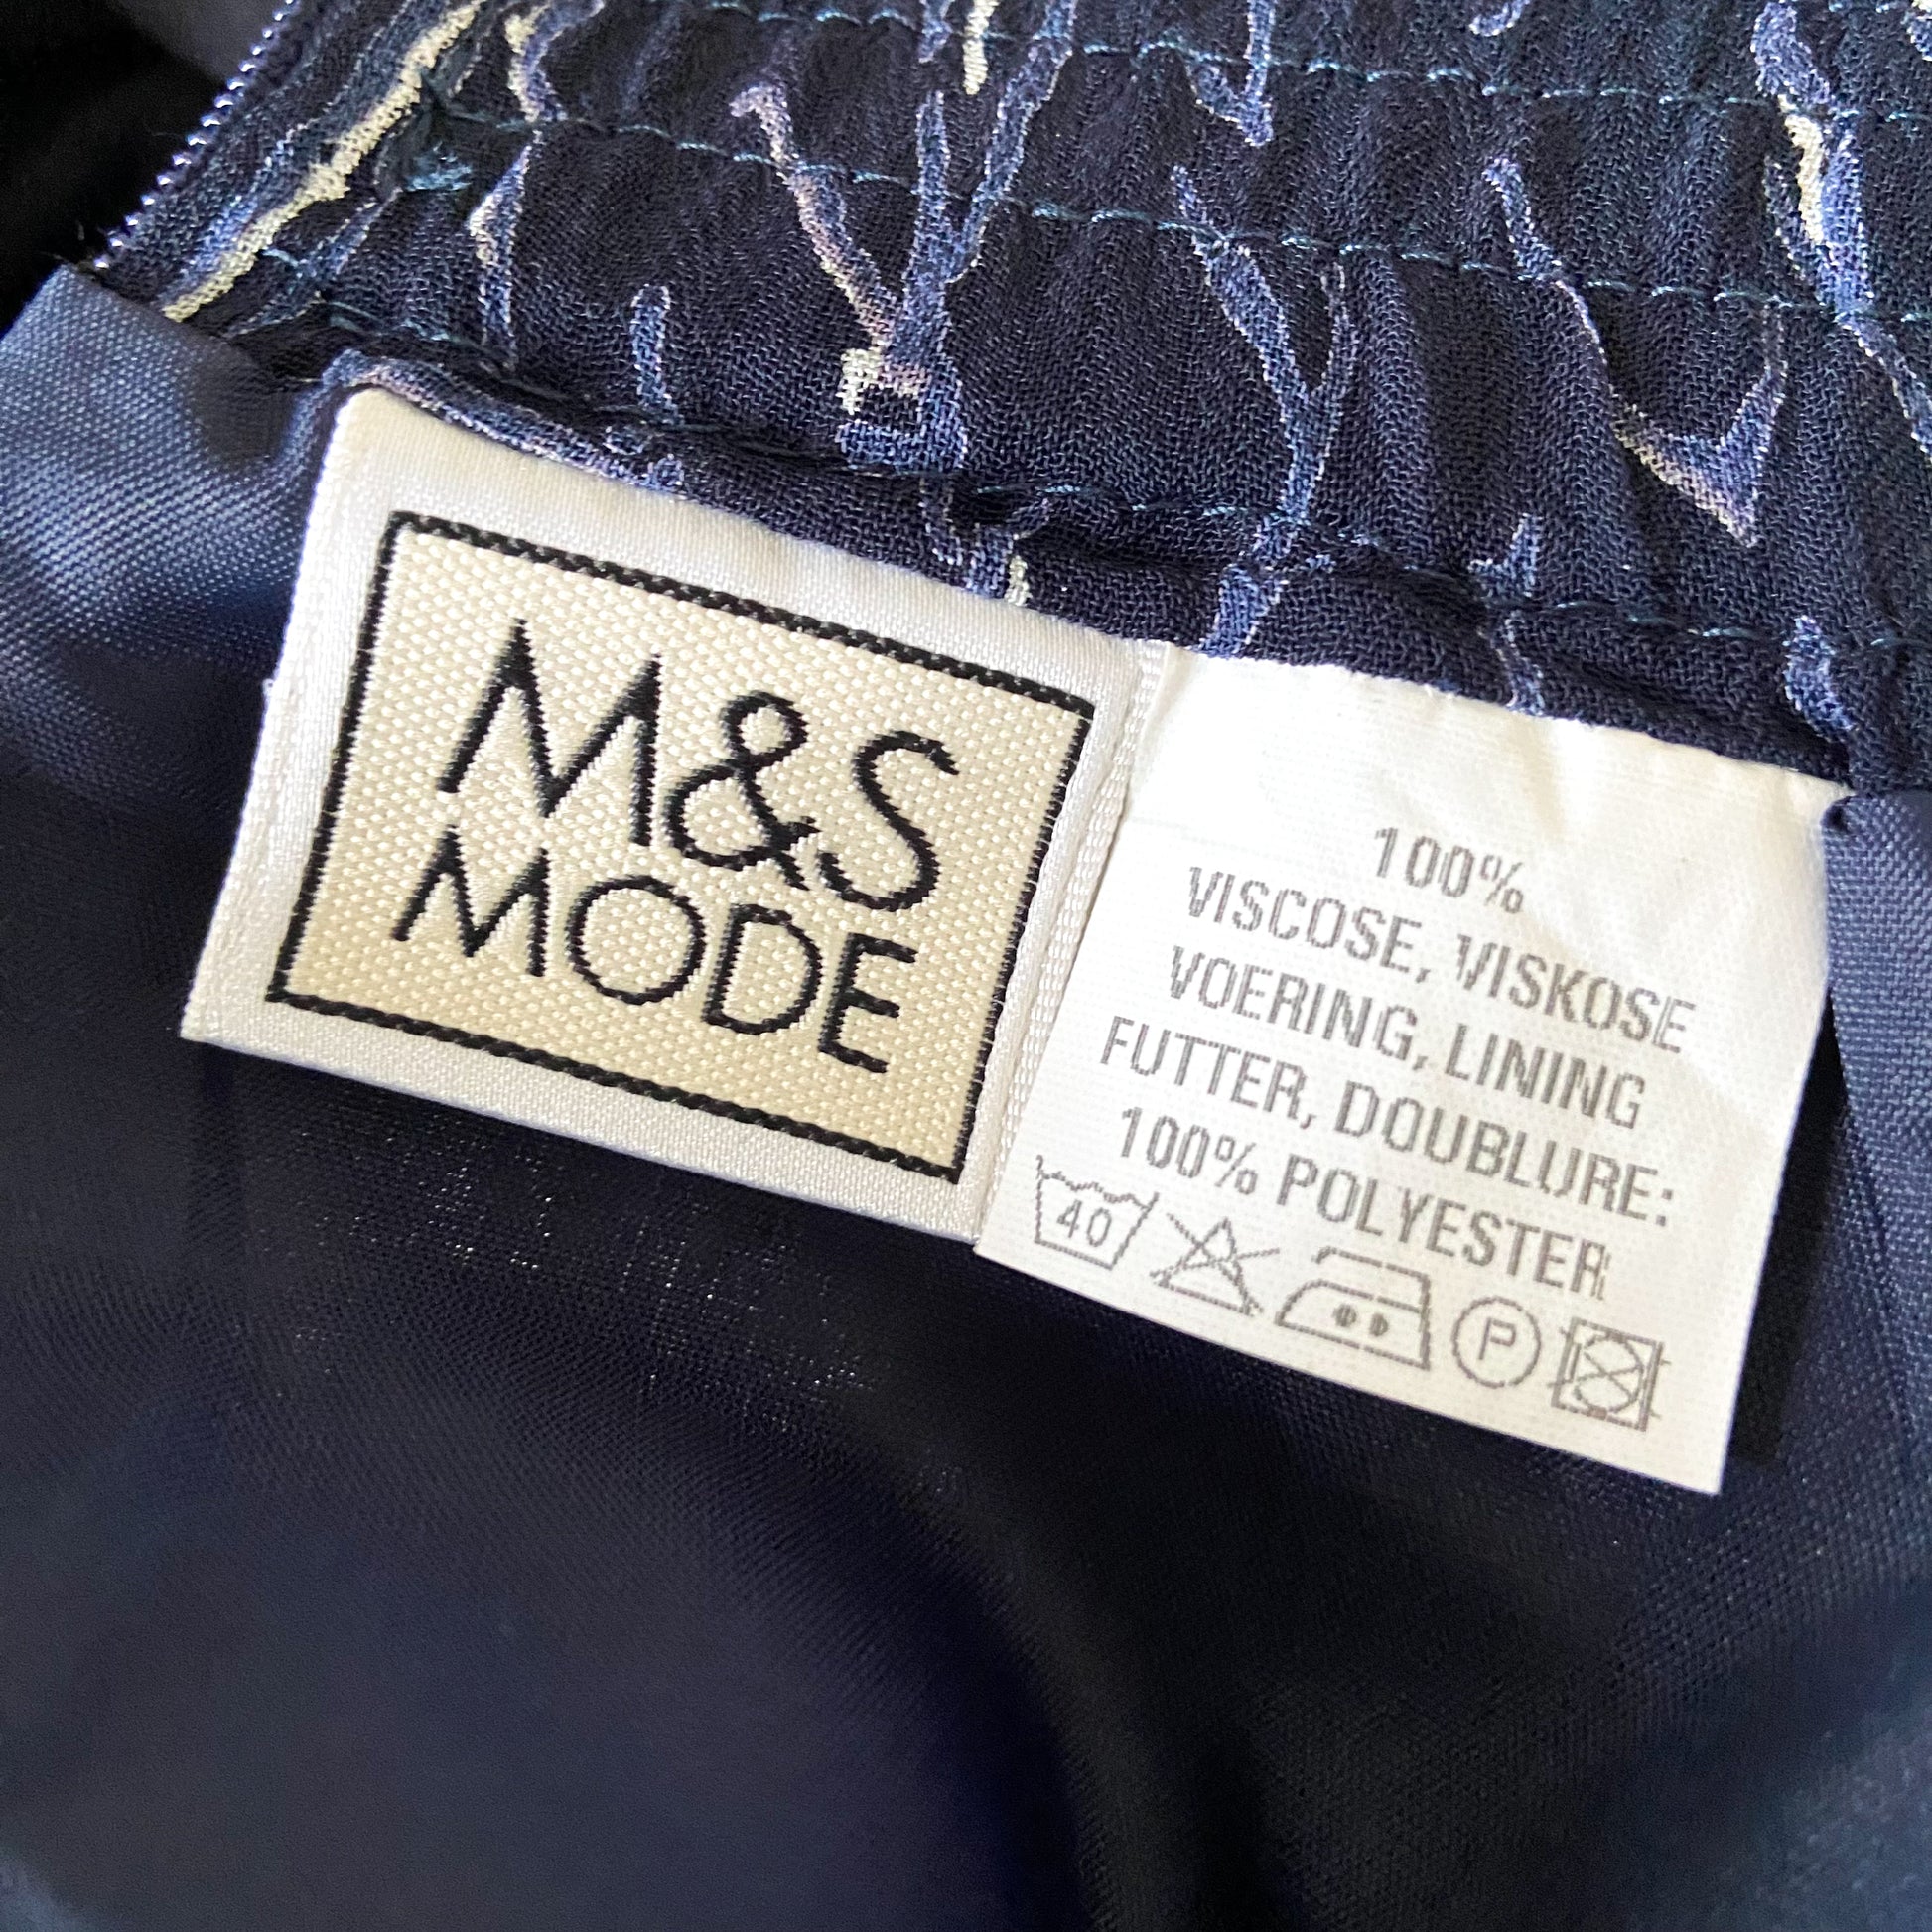 M&S
MODE
100%
VISCOSE, VISKOSE
VOERING, LINING
FUTTER, DOUBLURE:
100% POLYESTER
40
P